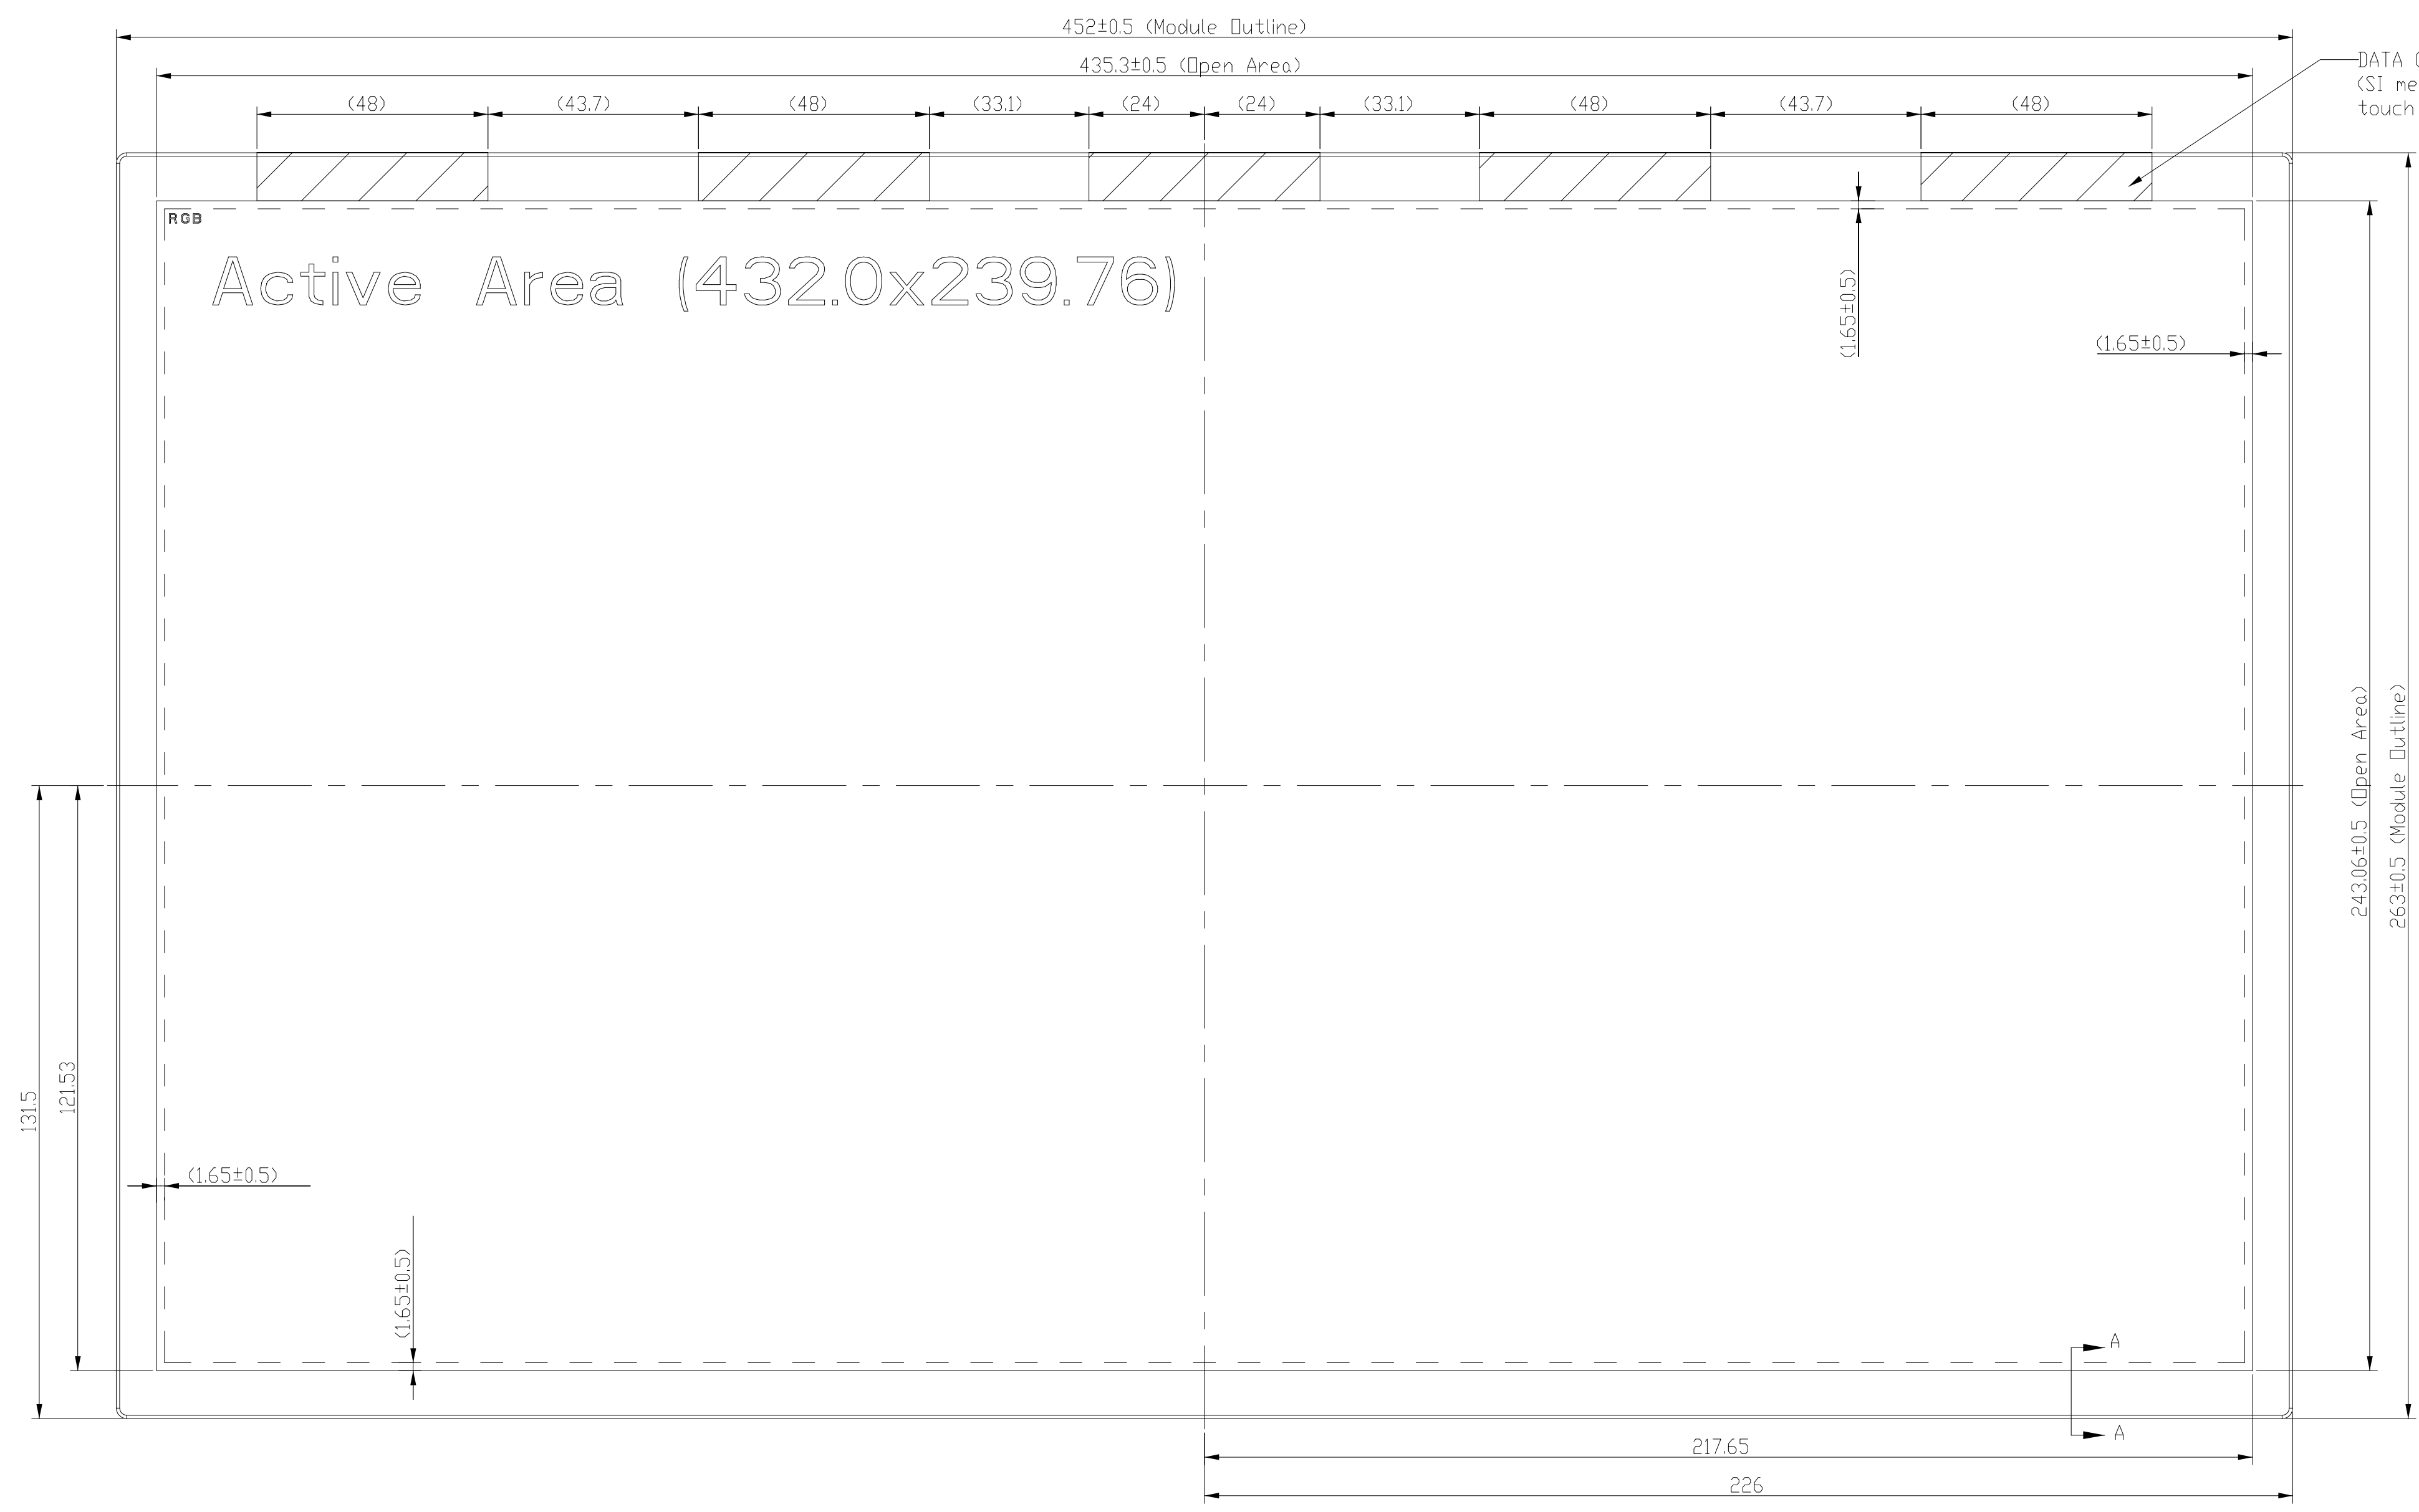 452±0.5 (Module Outline)
435.3±0.5 (Open Area)
DATA (
(SI me
touch
(48) (43.7) (48) (33.1) (24) (24) (33.1) (48) (43.7) (48)
RGB
Active Area (432.0x239.76)
(1.65±0.5)
(1.65±0.5)
243.06±0.5 (Open Area)
263±0.5 (Module Outline)
131.5
121.53
(1.65±0.5)
(1.65±0.5)
A
A
217.65
226